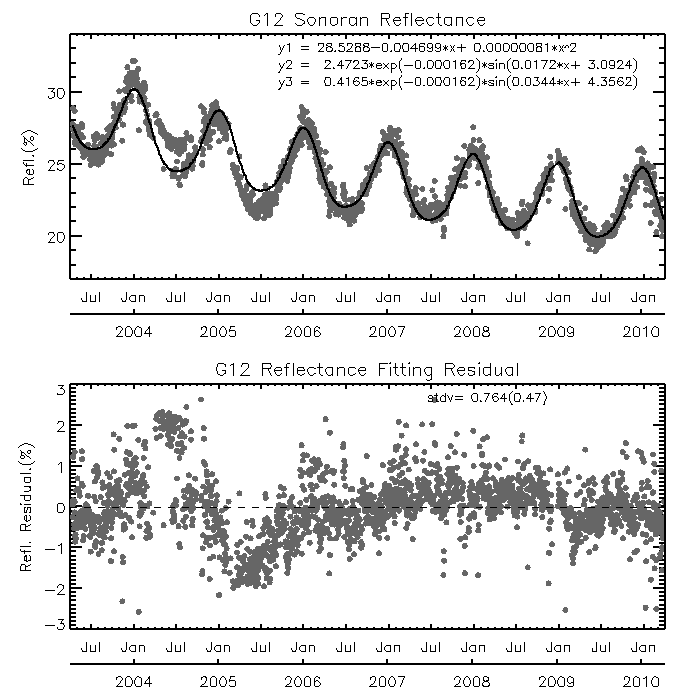 G12 Sonoran Reflectance
y1 = 28.5288-0.004699*x+ 0.00000081*x^2
y2 = 2.4723*exp(-0.000162)*sin(0.0172*x+ 3.0924)
y3 = 0.4165*exp(-0.000162)*sin(0.0344*x+ 4.3562)
30
25
20
Refl.(%)
Jul Jan Jul Jan Jul Jan Jul Jan Jul Jan Jul Jan Jul Jan
2004 2005 2006 2007 2008 2009 2010
G12 Reflectance Fitting Residual
stdv= 0.764(0.47)
3
2
1
0
-1
-2
-3
Refl. Residual.(%)
Jul Jan Jul Jan Jul Jan Jul Jan Jul Jan Jul Jan Jul Jan
2004 2005 2006 2007 2008 2009 2010